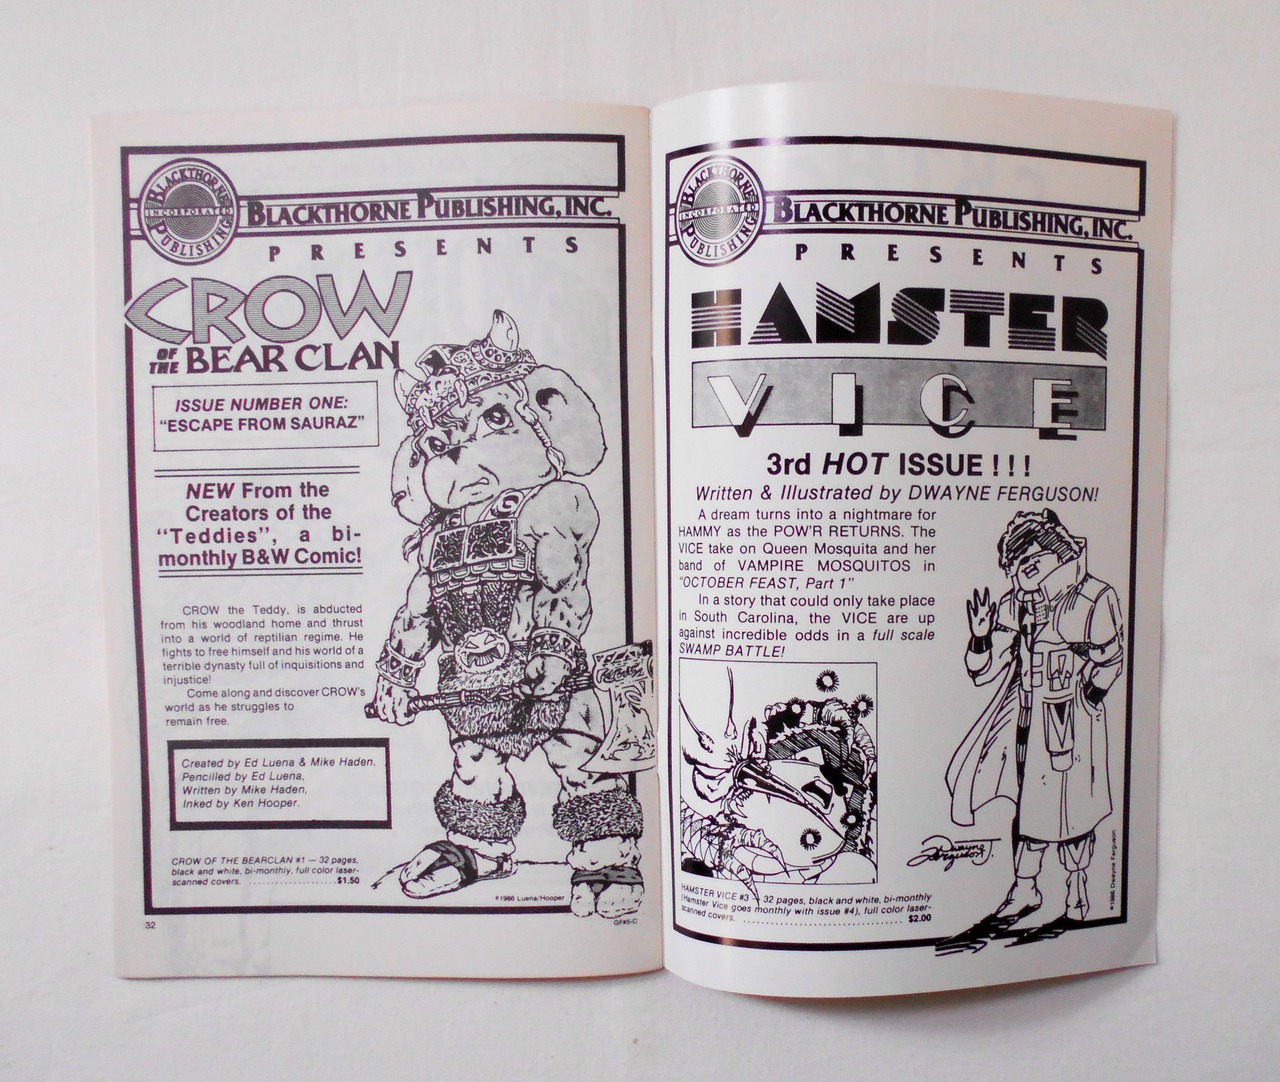 BLACKTHORNE
INCORPORATED
PUBLISHING
BLACKTHORNE PUBLISHING, INC.
PRESENTS
CROW
OF THE BEAR CLAN
ISSUE NUMBER ONE:
"ESCAPE FROM SAURAZ"
NEW From the
Creators of the
"Teddies", a bi-
monthly B&W Comic!
CROW the Teddy, is abducted
from his woodland home and thrust
into a world of reptilian regime. He
fights to free himself and his world of a
terrible dynasty full of inquisitions and
injustice!
Come along and discover CROW's
world as he struggles to
remain free.
Created by Ed Luena & Mike Haden.
Pencilled by Ed Luena,
Written by Mike Haden,
Inked by Ken Hooper.
CROW OF THE BEARCLAN #1 — 32 pages,
black and white, bi-monthly, full color laser-
scanned covers. .................... $1.50
©1986 Luena/Hooper
32
GF#5-C
BLACKTHORNE
INCORPORATED
PUBLISHING
BLACKTHORNE PUBLISHING, INC.
PRESENTS
HAMSTER
VICE
3rd HOT ISSUE!!!
Written & Illustrated by DWAYNE FERGUSON!
A dream turns into a nightmare for
HAMMY as the POW'R RETURNS. The
VICE take on Queen Mosquita and her
band of VAMPIRE MOSQUITOS in
"OCTOBER FEAST, Part 1"
In a story that could only take place
in South Carolina, the VICE are up
against incredible odds in a full scale
SWAMP BATTLE!
Dwayne
Ferguson
©1986 Dwayne Ferguson
HAMSTER VICE #3 — 32 pages, black and white, bi-monthly
(Hamster Vice goes monthly with issue #4), full color laser-
scanned covers. .................... $2.00